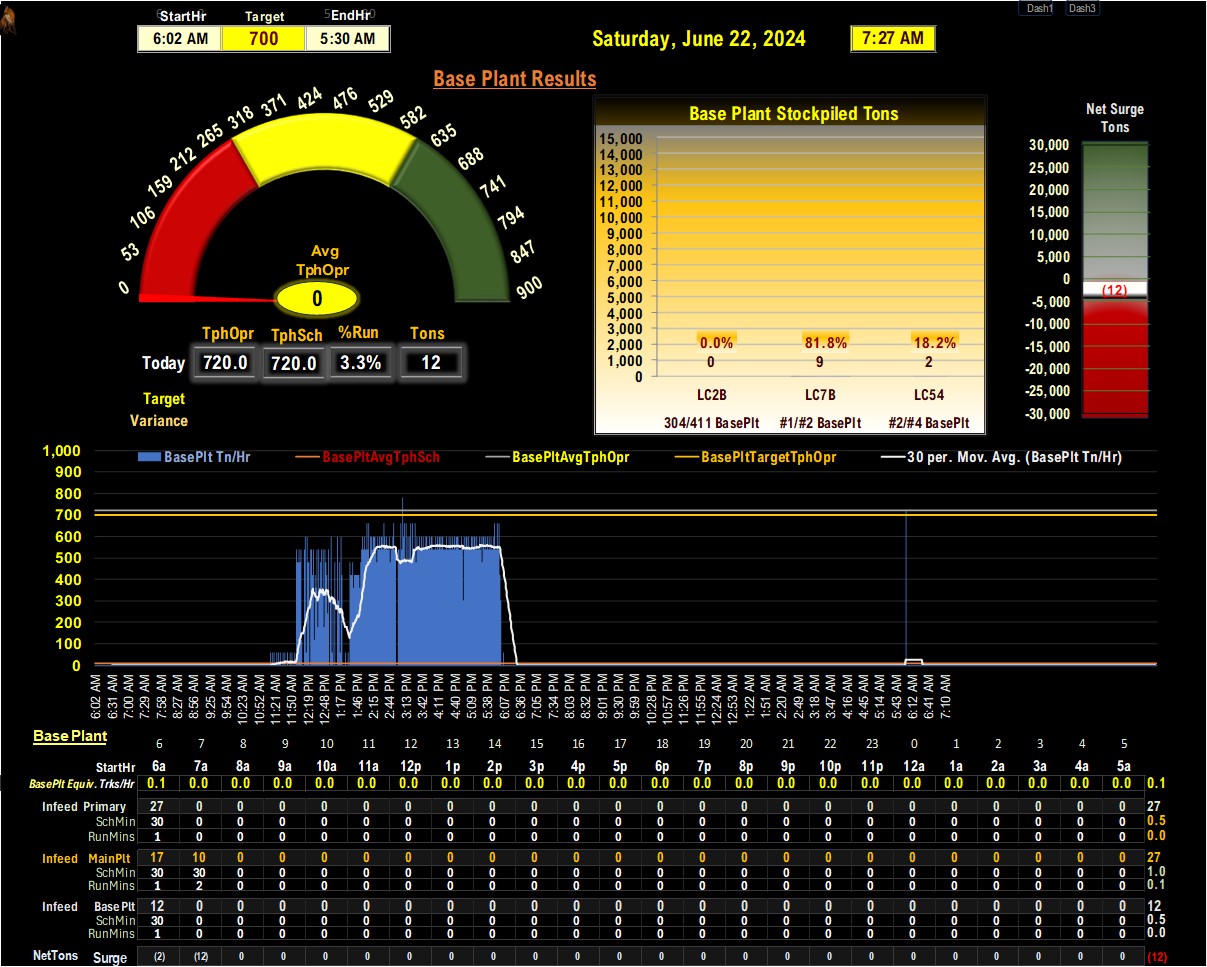 StartHr Target EndHr
6:02 AM 700 5:30 AM
Saturday, June 22, 2024 7:27 AM
Dash1 Dash3
Base Plant Results
0 53 106 159 212 265 318 371 424 476 529 582 635 688 741 794 847 900
Avg
TphOpr
0
TphOpr TphSch %Run Tons
Today 720.0 720.0 3.3% 12
Target
Variance
Base Plant Stockpiled Tons
15,000
14,000
13,000
12,000
11,000
10,000
9,000
8,000
7,000
6,000
5,000
4,000
3,000
2,000
1,000
0
0.0% 81.8% 18.2%
0 9 2
LC2B LC7B LC54
304/411 BasePlt #1/#2 BasePlt #2/#4 BasePlt
Net Surge
Tons
30,000
25,000
20,000
15,000
10,000
5,000
0
(12)
-5,000
-10,000
-15,000
-20,000
-25,000
-30,000
BasePlt Tn/Hr BasePltAvgTphSch BasePltAvgTphOpr BasePltTargetTphOpr 30 per. Mov. Avg. (BasePlt Tn/Hr)
1,000
900
800
700
600
500
400
300
200
100
0
6:02 AM 6:31 AM 7:00 AM 7:29 AM 7:58 AM 8:27 AM 8:56 AM 9:25 AM 9:54 AM 10:23 AM 10:52 AM 11:21 AM 11:50 AM 12:19 PM 12:48 PM 1:17 PM 1:46 PM 2:15 PM 2:44 PM 3:13 PM 3:42 PM 4:11 PM 4:40 PM 5:09 PM 5:38 PM 6:07 PM 6:36 PM 7:05 PM 7:34 PM 8:03 PM 8:32 PM 9:01 PM 9:30 PM 9:59 PM 10:28 PM 10:57 PM 11:26 PM 11:55 PM 12:24 AM 12:53 AM 1:22 AM 1:51 AM 2:20 AM 2:49 AM 3:18 AM 3:47 AM 4:16 AM 4:45 AM 5:14 AM 5:43 AM 6:12 AM 6:41 AM 7:10 AM
Base Plant
6 7 8 9 10 11 12 13 14 15 16 17 18 19 20 21 22 23 0 1 2 3 4 5
StartHr 6a 7a 8a 9a 10a 11a 12p 1p 2p 3p 4p 5p 6p 7p 8p 9p 10p 11p 12a 1a 2a 3a 4a 5a
BasePlt Equiv. Trks/Hr 0.1 0.0 0.0 0.0 0.0 0.0 0.0 0.0 0.0 0.0 0.0 0.0 0.0 0.0 0.0 0.0 0.0 0.0 0.0 0.0 0.0 0.0 0.0 0.0 0.1
Infeed Primary 27 0 0 0 0 0 0 0 0 0 0 0 0 0 0 0 0 0 0 0 0 0 0 0 27
SchMin 30 0 0 0 0 0 0 0 0 0 0 0 0 0 0 0 0 0 0 0 0 0 0 0 0.5
RunMins 1 0 0 0 0 0 0 0 0 0 0 0 0 0 0 0 0 0 0 0 0 0 0 0 0.0
Infeed MainPlt 17 10 0 0 0 0 0 0 0 0 0 0 0 0 0 0 0 0 0 0 0 0 0 0 27
SchMin 30 30 0 0 0 0 0 0 0 0 0 0 0 0 0 0 0 0 0 0 0 0 0 0 1.0
RunMins 1 2 0 0 0 0 0 0 0 0 0 0 0 0 0 0 0 0 0 0 0 0 0 0 0.1
Infeed Base Plt 12 0 0 0 0 0 0 0 0 0 0 0 0 0 0 0 0 0 0 0 0 0 0 0 12
SchMin 30 0 0 0 0 0 0 0 0 0 0 0 0 0 0 0 0 0 0 0 0 0 0 0 0.5
RunMins 1 0 0 0 0 0 0 0 0 0 0 0 0 0 0 0 0 0 0 0 0 0 0 0 0.0
NetTons Surge (2) (12) 0 0 0 0 0 0 0 0 0 0 0 0 0 0 0 0 0 0 0 0 0 0 (12)